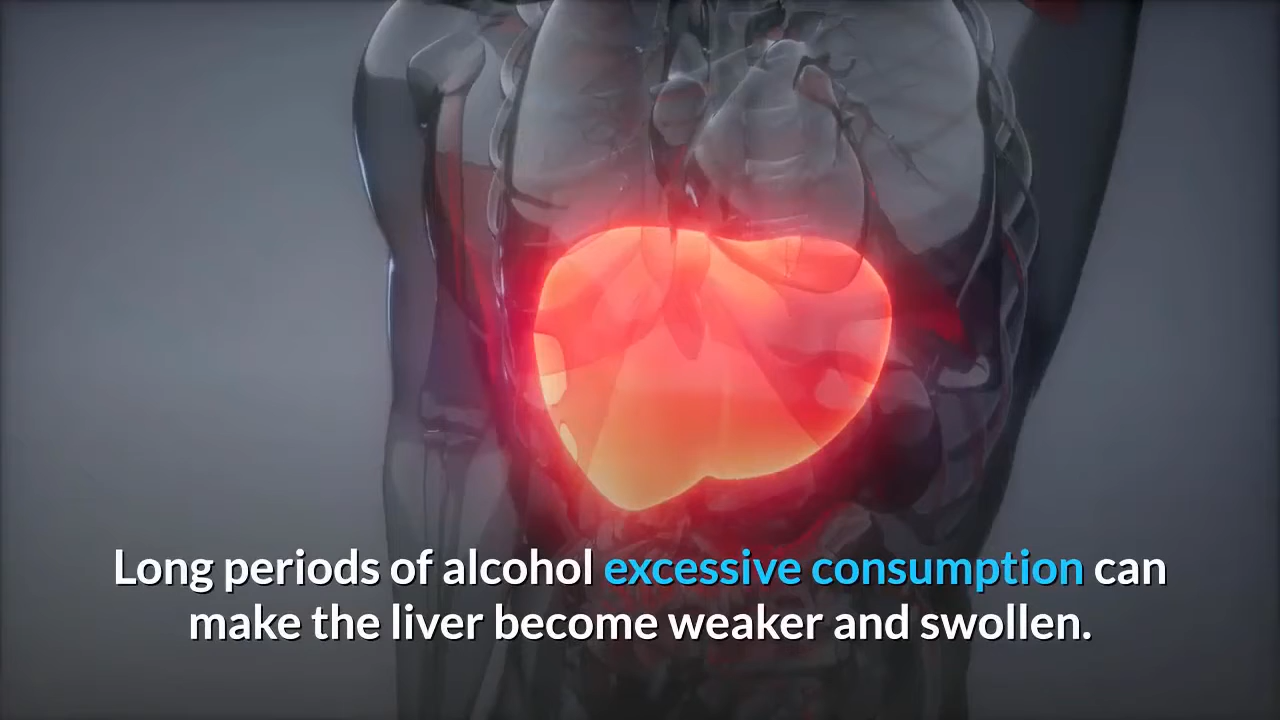 Long periods of alcohol excessive consumption can
make the liver become weaker and swollen.